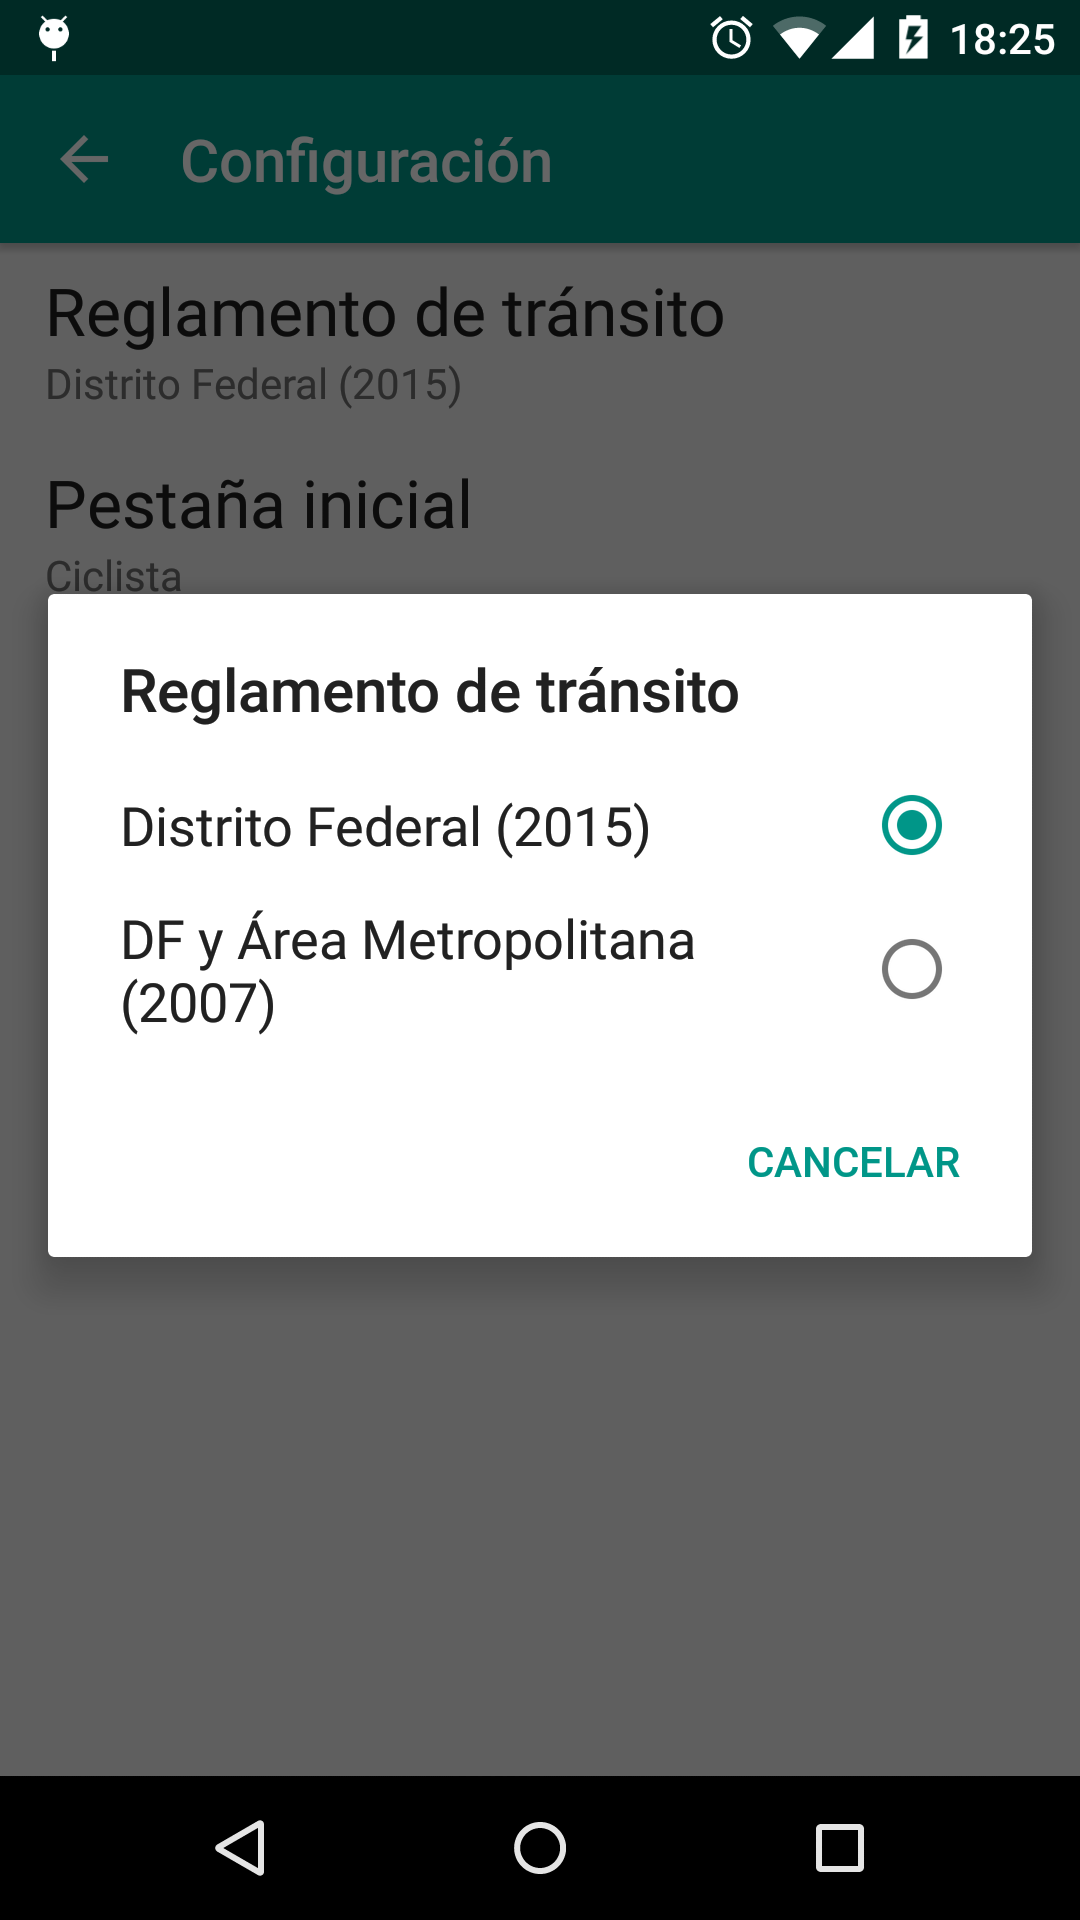 18:25
Configuración
Reglamento de tránsito
Distrito Federal (2015)
Pestaña inicial
Ciclista
Reglamento de tránsito
Distrito Federal (2015)
DF y Área Metropolitana
(2007)
CANCELAR